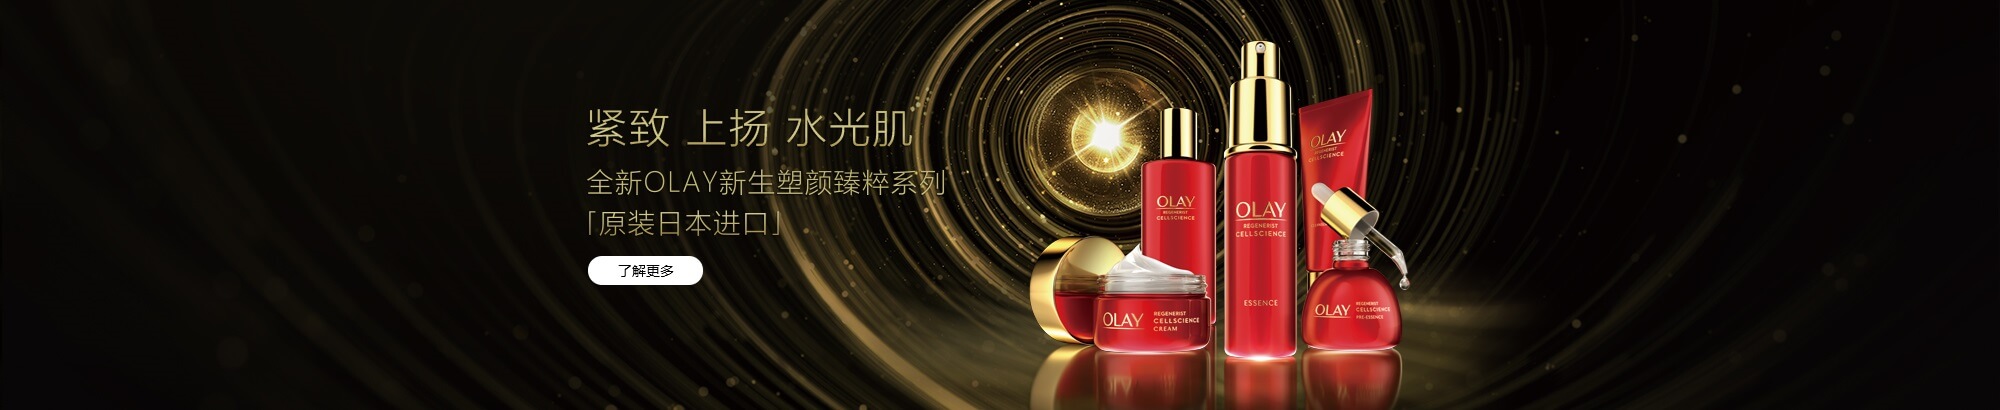 紧致 上扬 水光肌
全新OLAY新生塑颜臻粹系列
「原装日本进口」
了解更多
OLAY
REGENERIST
CELLSCIENCE
OLAY
REGENERIST
CELLSCIENCE
ESSENCE
OLAY
REGENERIST
CELLSCIENCE
OLAY
REGENERIST
CELLSCIENCE
CREAM
OLAY
REGENERIST
CELLSCIENCE
PRE-ESSENCE